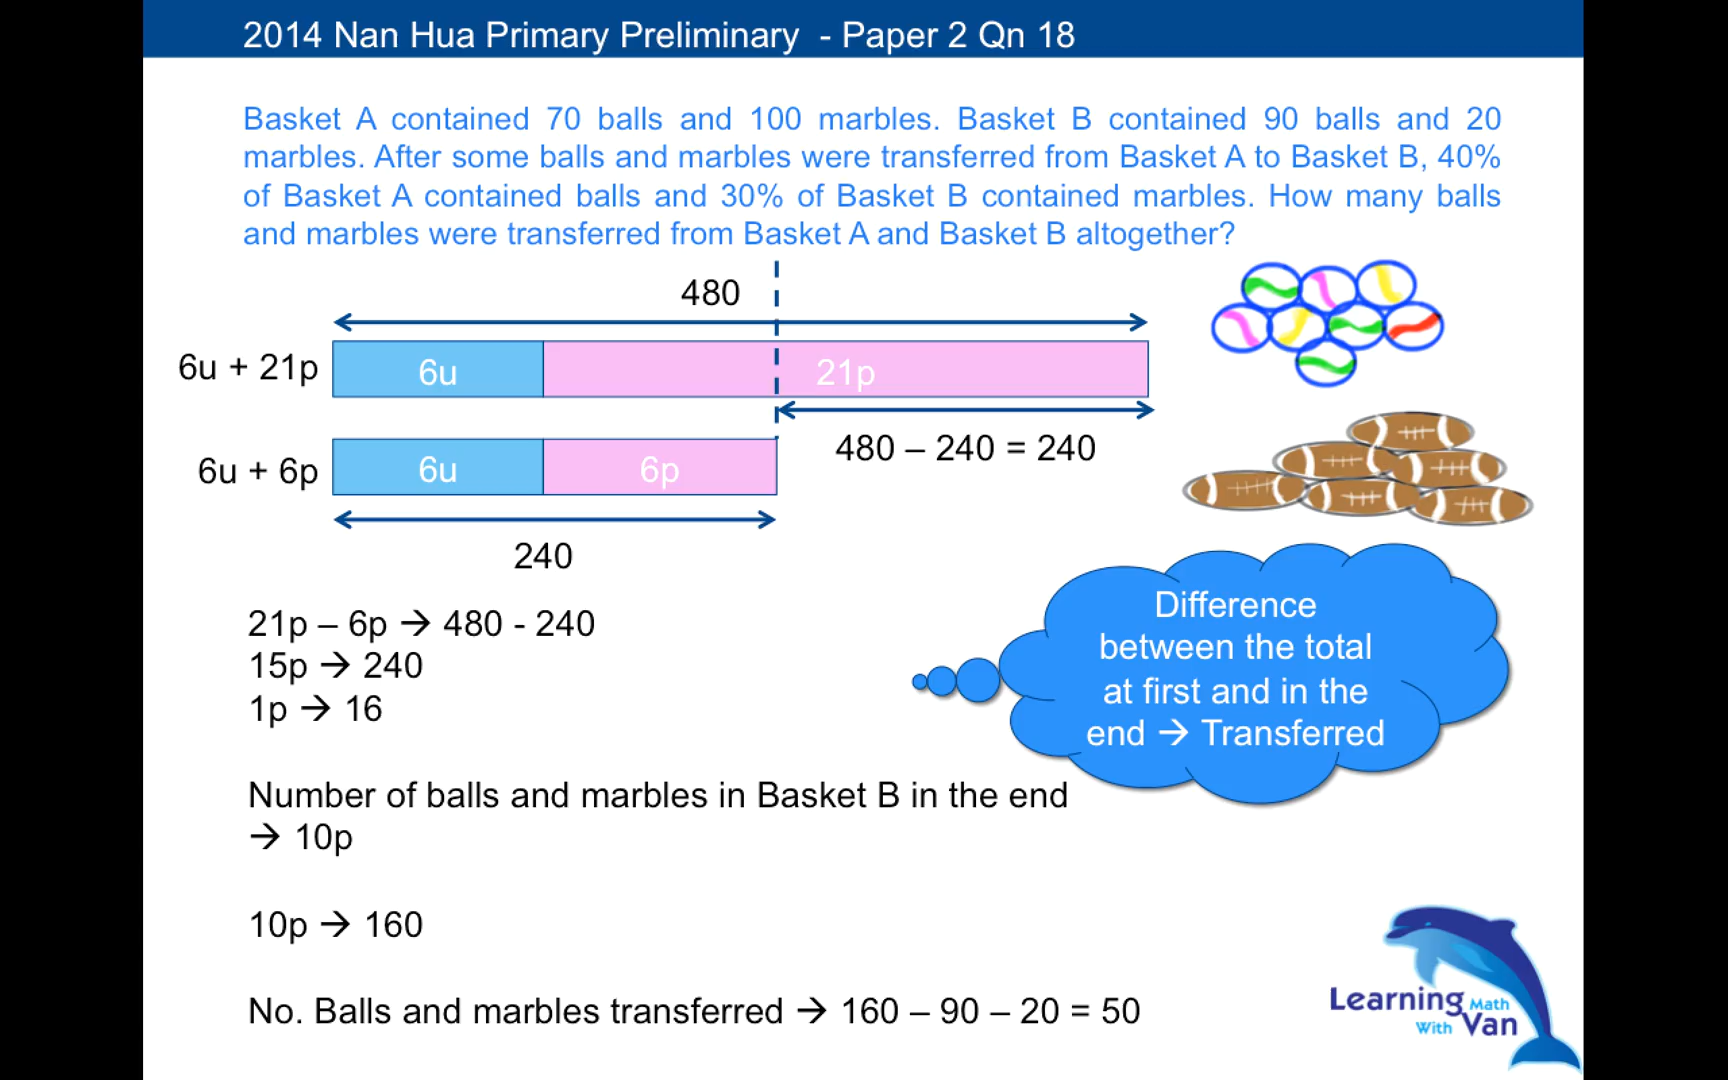 2014 Nan Hua Primary Preliminary - Paper 2 Qn 18
Basket A contained 70 balls and 100 marbles. Basket B contained 90 balls and 20
marbles. After some balls and marbles were transferred from Basket A to Basket B, 40%
of Basket A contained balls and 30% of Basket B contained marbles. How many balls
and marbles were transferred from Basket A and Basket B altogether?
480
6u + 21p
6u
21p
480 – 240 = 240
6u + 6p
6u
6p
240
21p – 6p → 480 - 240
15p → 240
1p → 16
Difference
between the total
at first and in the
end → Transferred
Number of balls and marbles in Basket B in the end
→ 10p
10p → 160
No. Balls and marbles transferred → 160 – 90 – 20 = 50
Learning Math
With Van